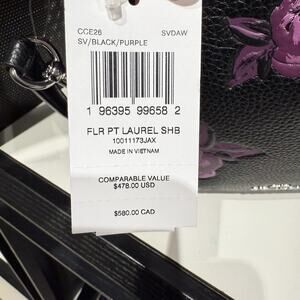 CCE26 SVDAW
SV/BLACK/PURPLE
1 96395 99658 2
FLR PT LAUREL SHB
10011173JAX
MADE IN VIETNAM
COMPARABLE VALUE
$478.00 USD
$580.00 CAD